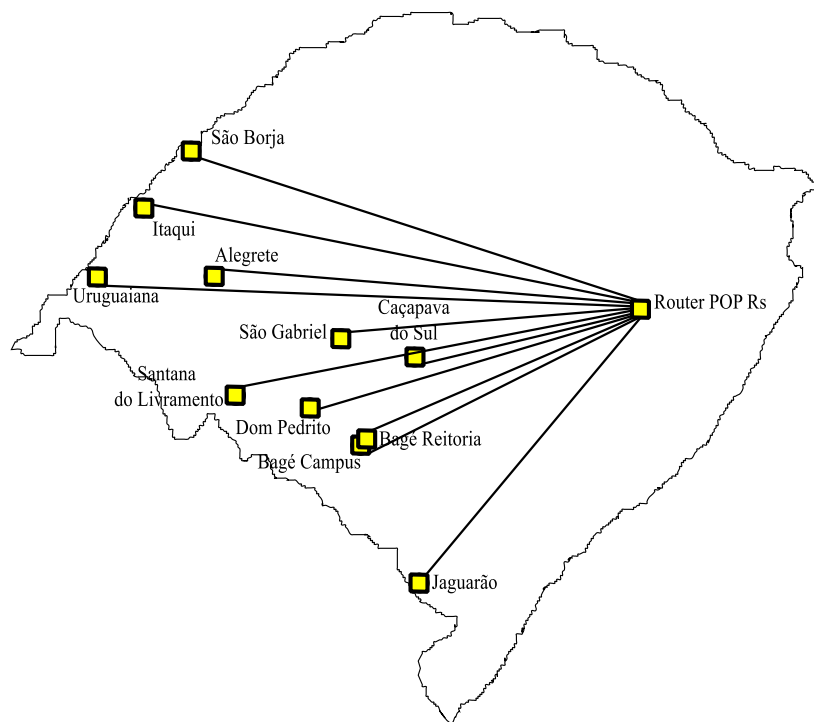 São Borja
Itaqui
Alegrete
Uruguaiana
Caçapava
do Sul
Router POP Rs
São Gabriel
Santana
do Livramento
Dom Pedrito
Bagé Reitoria
Bagé Campus
Jaguarão